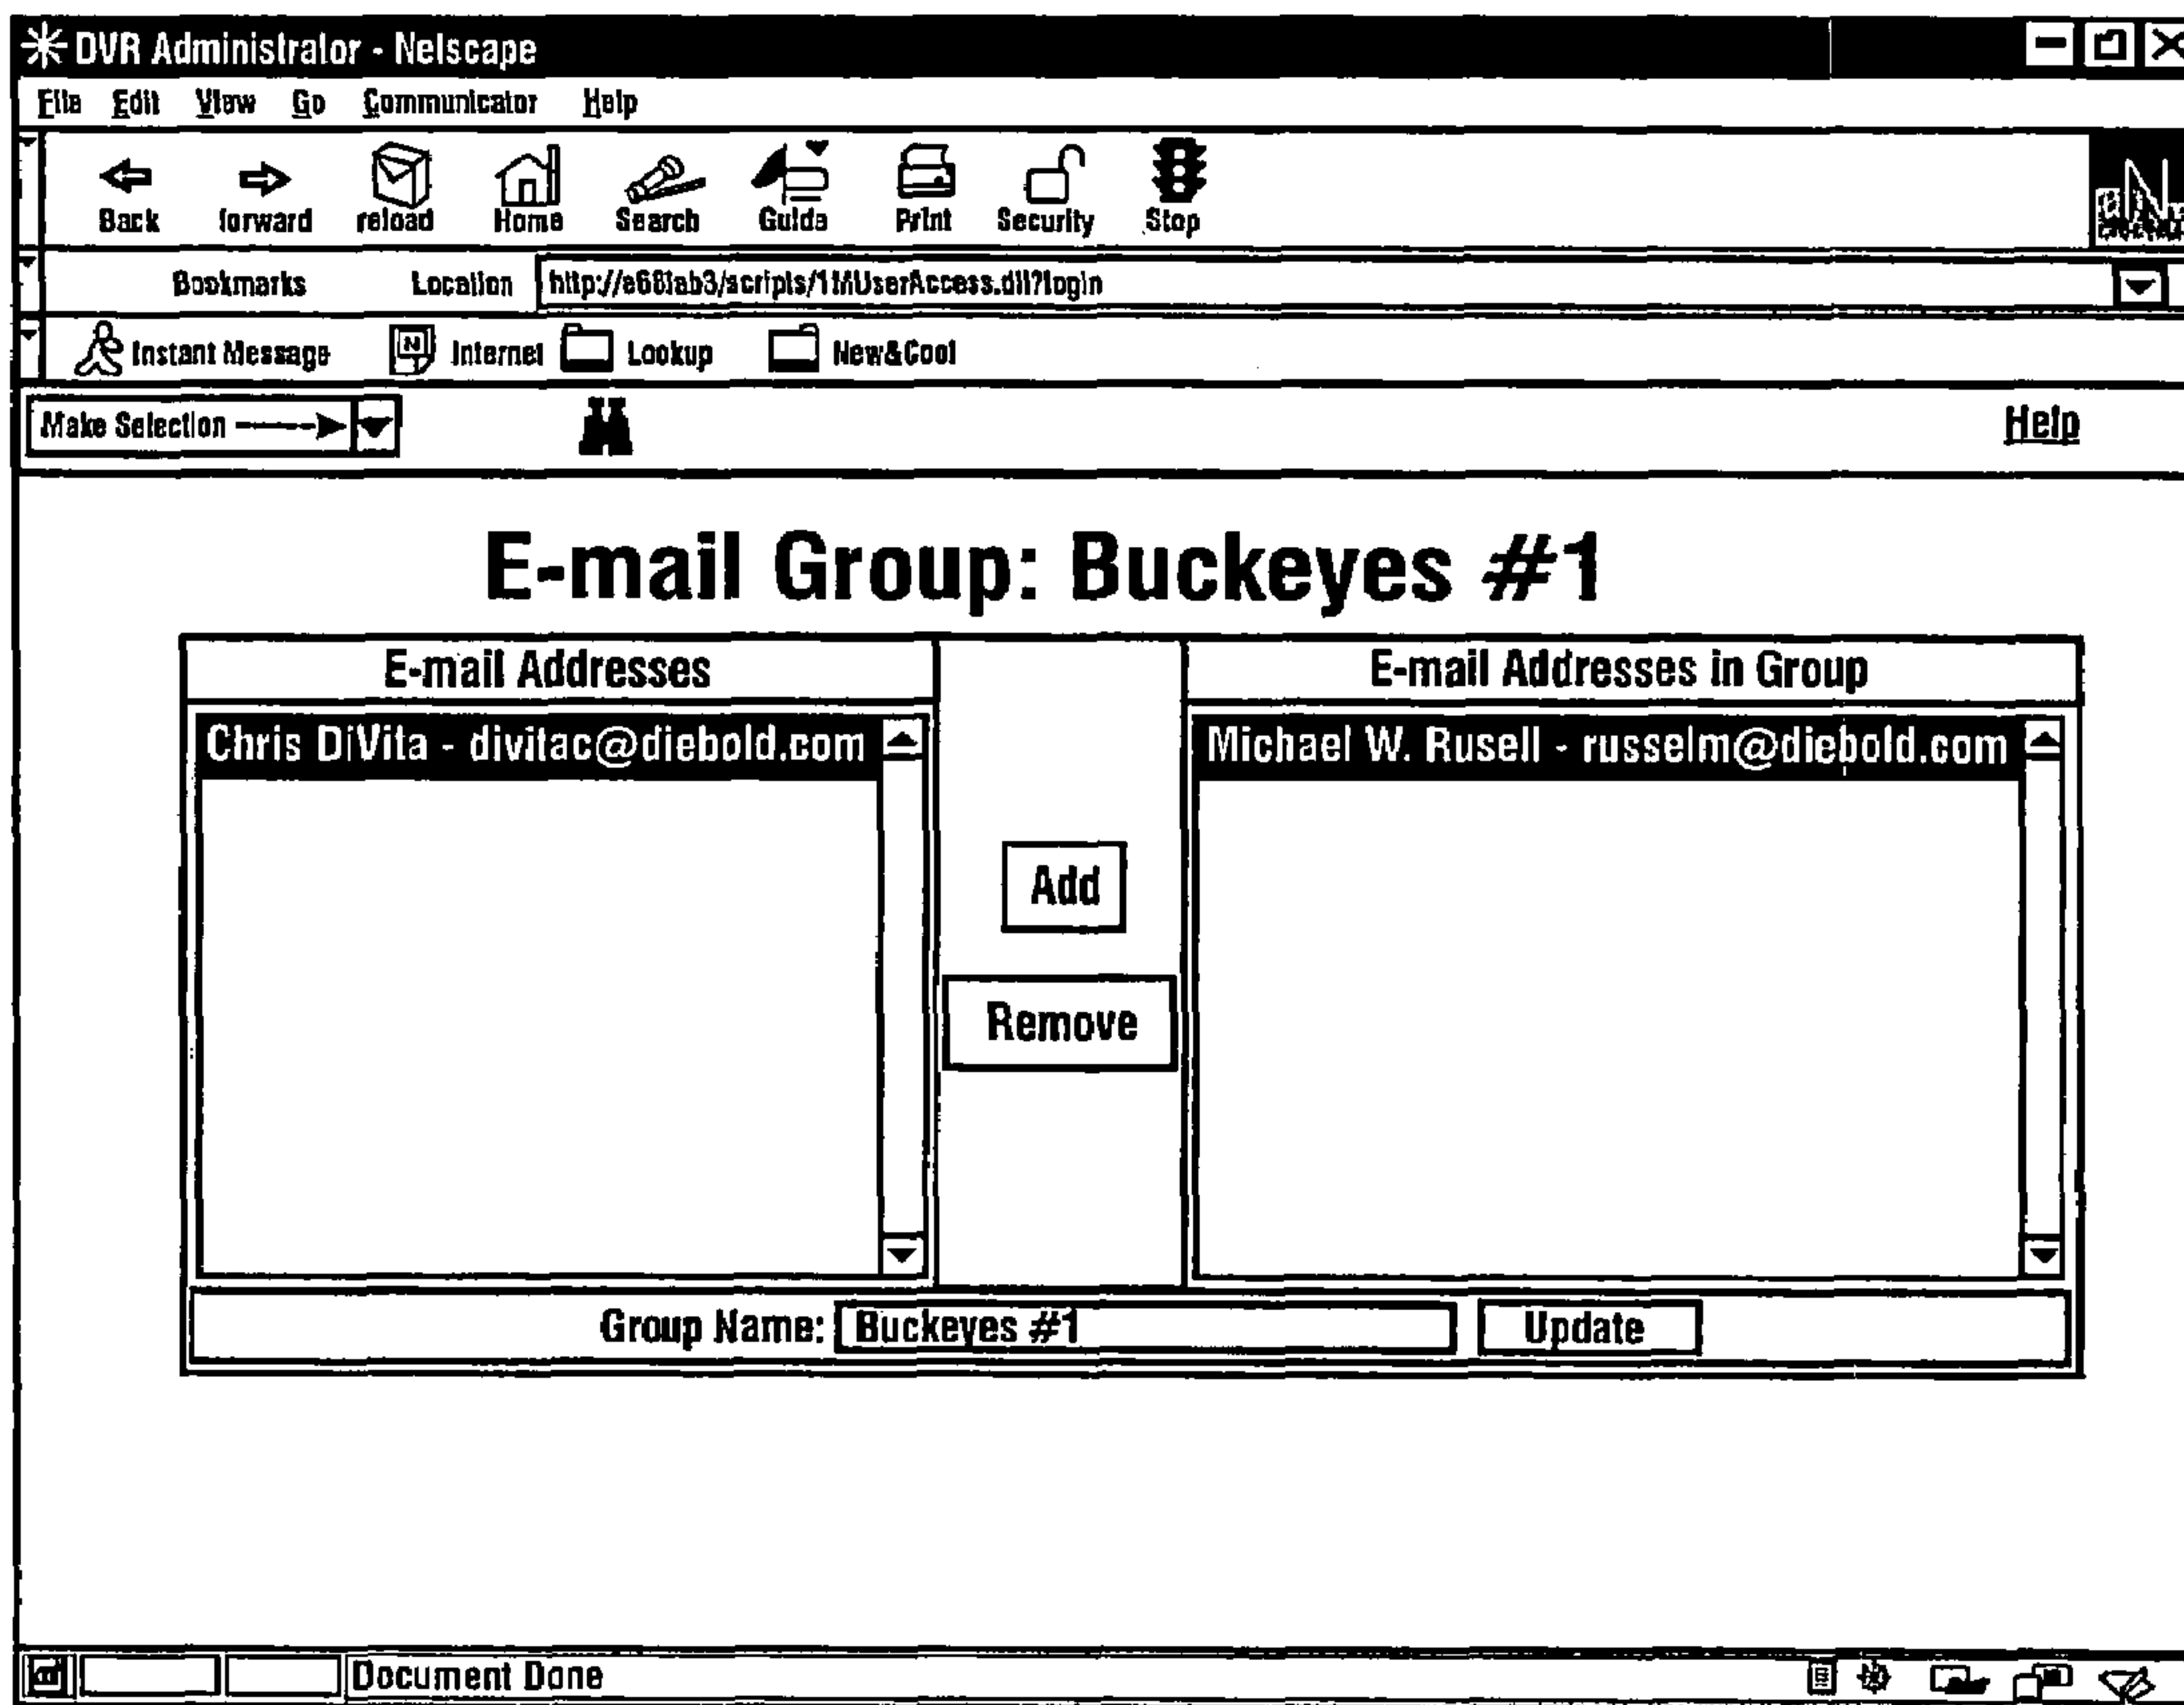 DVR Administrator - Nelscape
File Edit View Go Communicator Help
Back forward reload Home Search Guide Print Security Stop
Bookmarks Location http://a68lab3/scripts/1MUserAccess.dll?login
Instant Message Internet Lookup New&Cool
Make Selection Help
E-mail Group: Buckeyes #1
E-mail Addresses E-mail Addresses in Group
Chris DiVita - divitac@diebold.com Michael W. Rusell - russelm@diebold.com
Add
Remove
Group Name: Buckeyes #1 Update
Document Done